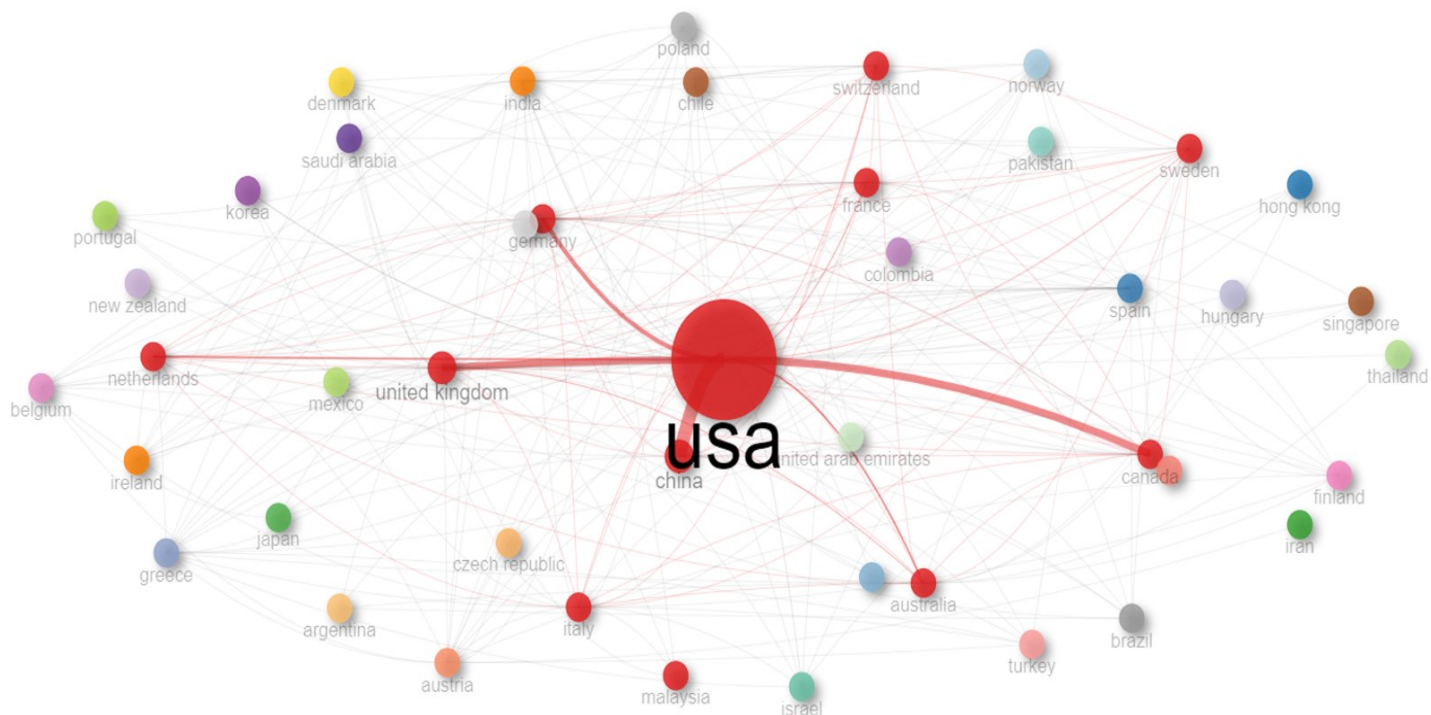 poland
denmark
india
chile
switzerland
norway
saudi arabia
pakistan
sweden
korea
france
hong kong
portugal
germany
colombia
new zealand
spain
hungary
singapore
netherlands
united kingdom
mexico
thailand
belgium
usa
united arab emirates
china
canada
ireland
finland
japan
iran
greece
czech republic
argentina
italy
australia
brazil
austria
malaysia
israel
turkey